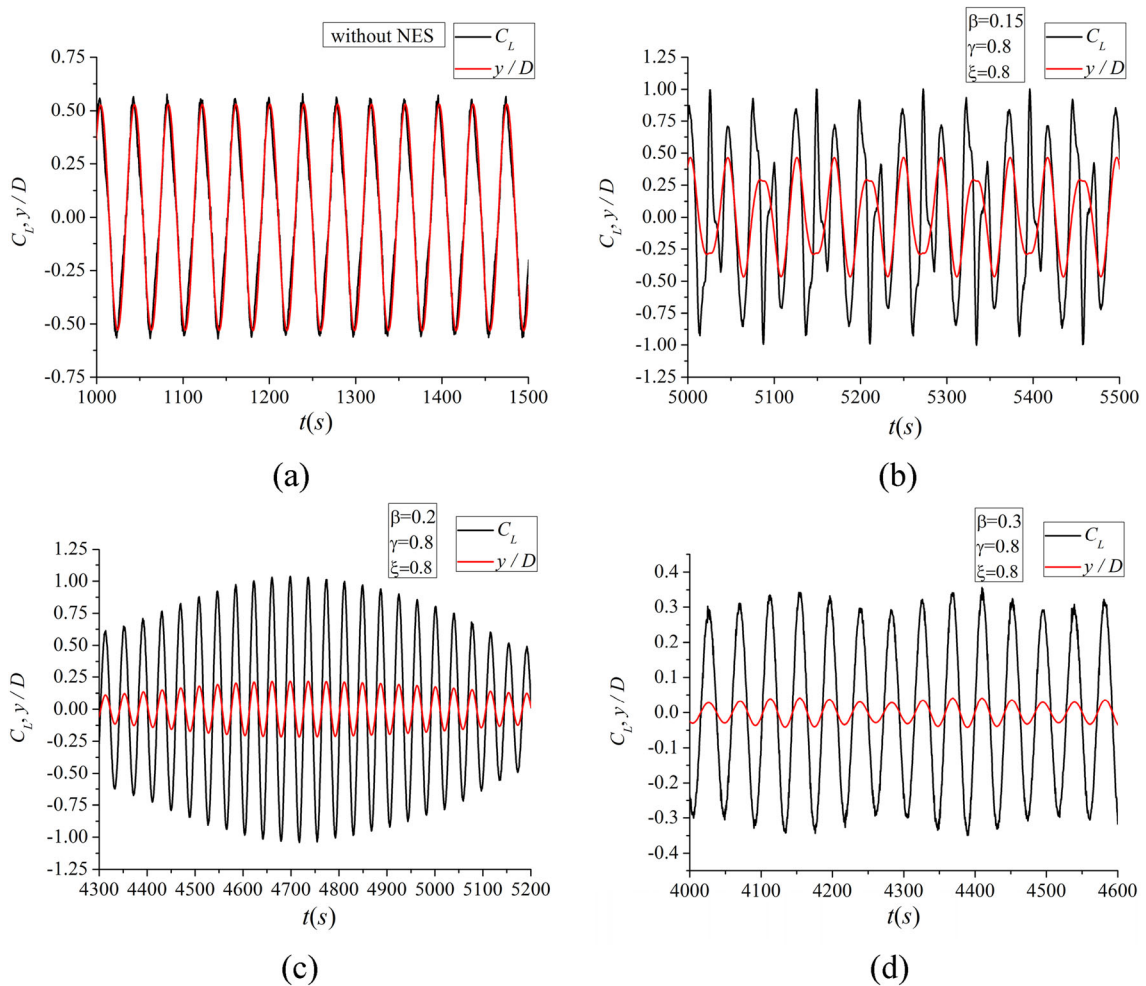 without NES
C_L
y/D
0.75
0.50
0.25
0.00
-0.25
-0.50
-0.75
C_L, y/D
1000 1100 1200 1300 1400 1500
t(s)
(a)
β=0.15
γ=0.8
ξ=0.8
C_L
y/D
1.25
1.00
0.75
0.50
0.25
0.00
-0.25
-0.50
-0.75
-1.00
-1.25
C_L, y/D
5000 5100 5200 5300 5400 5500
t(s)
(b)
β=0.2
γ=0.8
ξ=0.8
C_L
y/D
1.25
1.00
0.75
0.50
0.25
0.00
-0.25
-0.50
-0.75
-1.00
-1.25
C_L, y/D
4300 4400 4500 4600 4700 4800 4900 5000 5100 5200
t(s)
(c)
β=0.3
γ=0.8
ξ=0.8
C_L
y/D
0.4
0.3
0.2
0.1
0.0
-0.1
-0.2
-0.3
-0.4
C_L, y/D
4000 4100 4200 4300 4400 4500 4600
t(s)
(d)